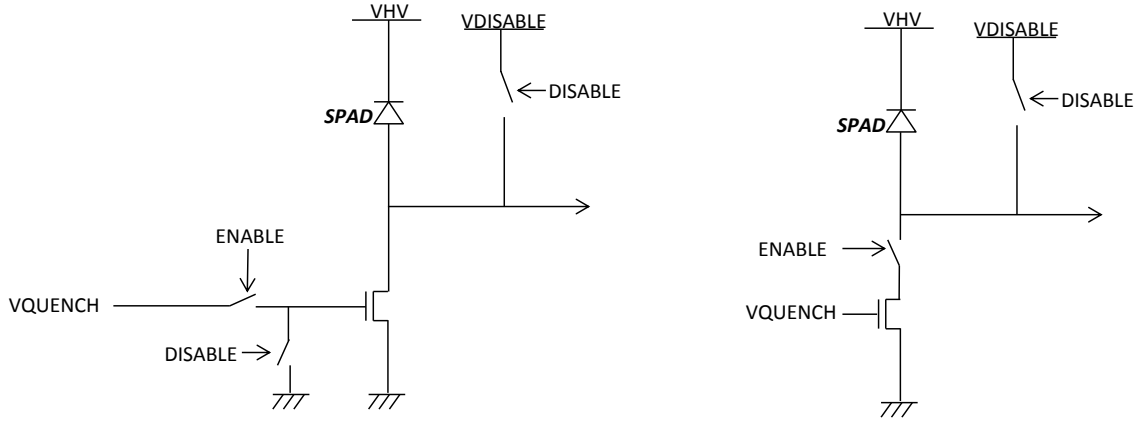 VHV
VDISABLE
DISABLE
SPAD
ENABLE
VQUENCH
DISABLE
VHV
VDISABLE
DISABLE
SPAD
ENABLE
VQUENCH